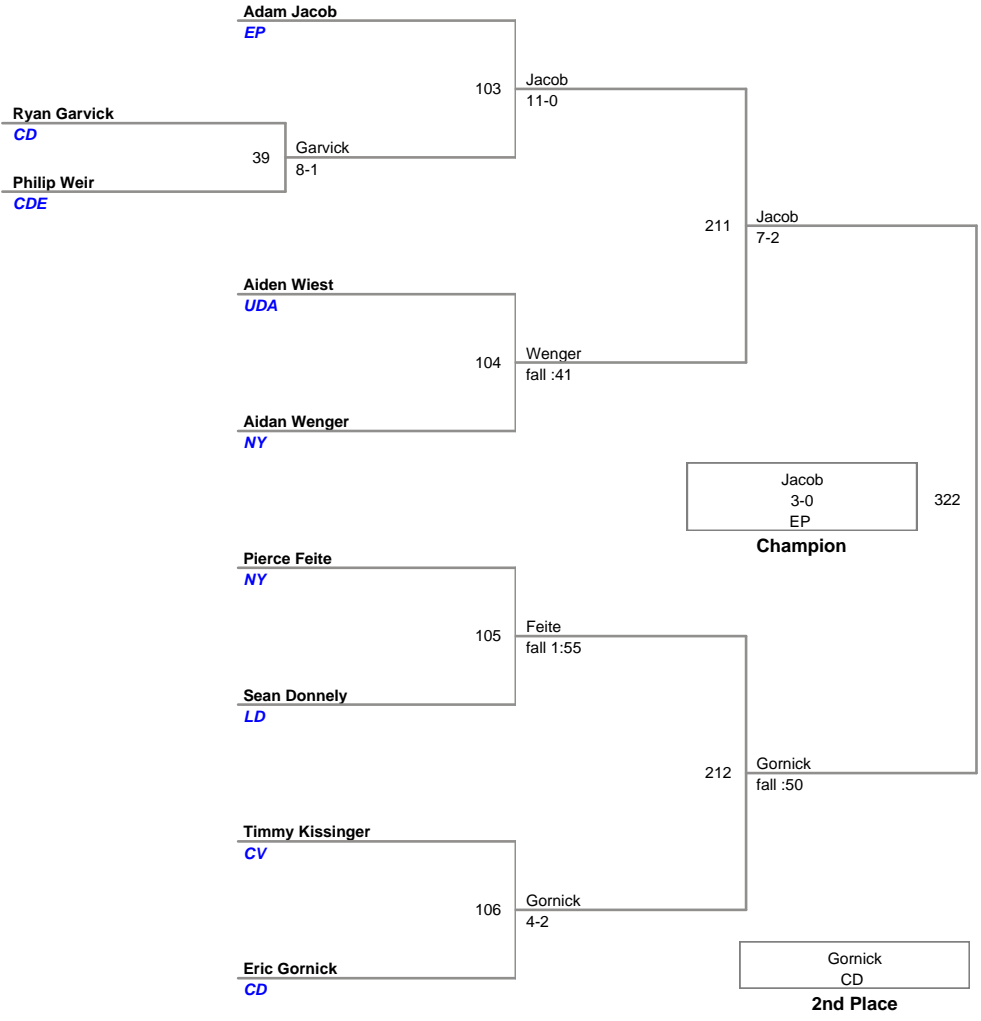 Adam Jacob
EP
103
Jacob
11-0
Ryan Garvick
CD
39
Garvick
8-1
Philip Weir
CDE
211
Jacob
7-2
Aiden Wiest
UDA
104
Wenger
fall :41
Aidan Wenger
NY
Jacob
3-0
EP
322
Champion
Pierce Feite
NY
105
Feite
fall 1:55
Sean Donnely
LD
212
Gornick
fall :50
Timmy Kissinger
CV
106
Gornick
4-2
Eric Gornick
CD
Gornick
CD
2nd Place